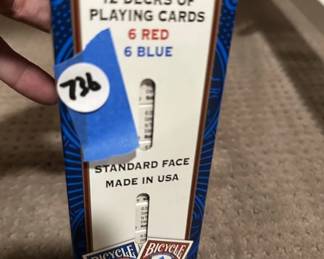 12 DECKS OF
PLAYING CARDS
6 RED
6 BLUE
736
STANDARD FACE
MADE IN USA
BICYCLE
BICYCLE